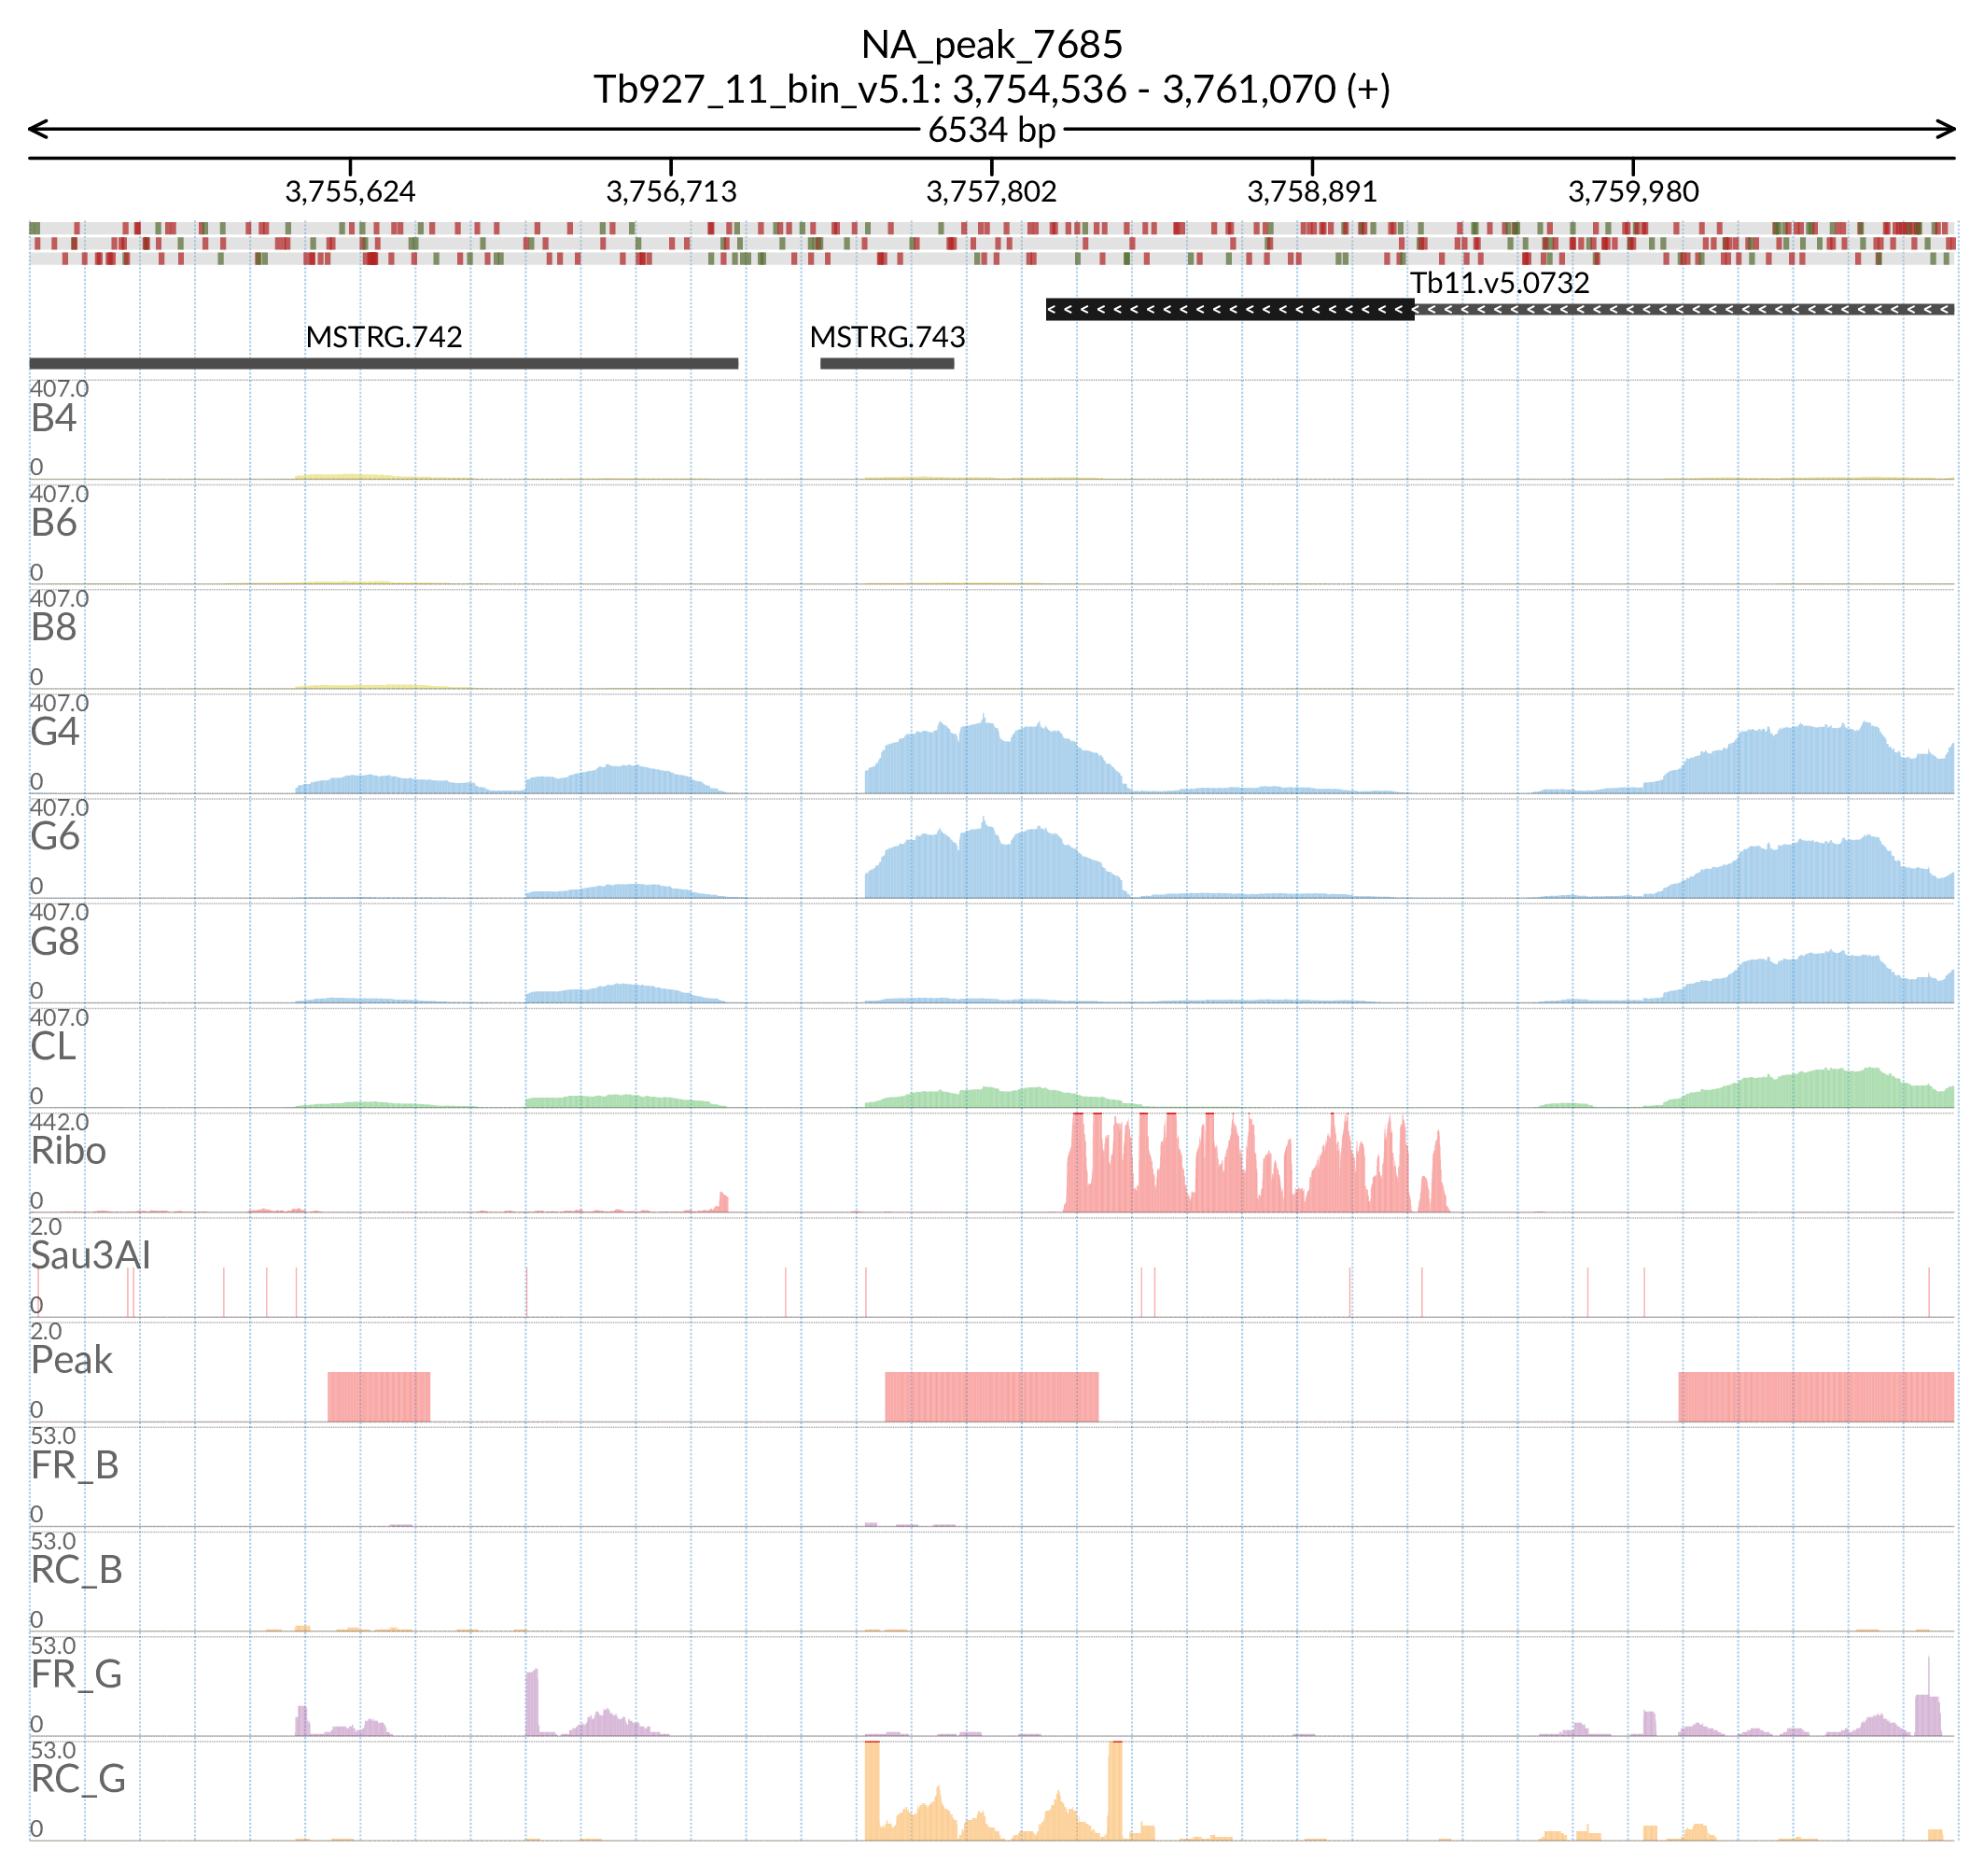 NA_peak_7685
Tb927_11_bin_v5.1: 3,754,536 - 3,761,070 (+)
6534 bp
3,755,624 3,756,713 3,757,802 3,758,891 3,759,980
Tb11.v5.0732
MSTRG.742 MSTRG.743
407.0
B4
0
407.0
B6
0
407.0
B8
0
407.0
G4
0
407.0
G6
0
407.0
G8
0
407.0
CL
0
442.0
Ribo
0
2.0
Sau3AI
0
2.0
Peak
0
53.0
FR_B
0
53.0
RC_B
0
53.0
FR_G
0
53.0
RC_G
0